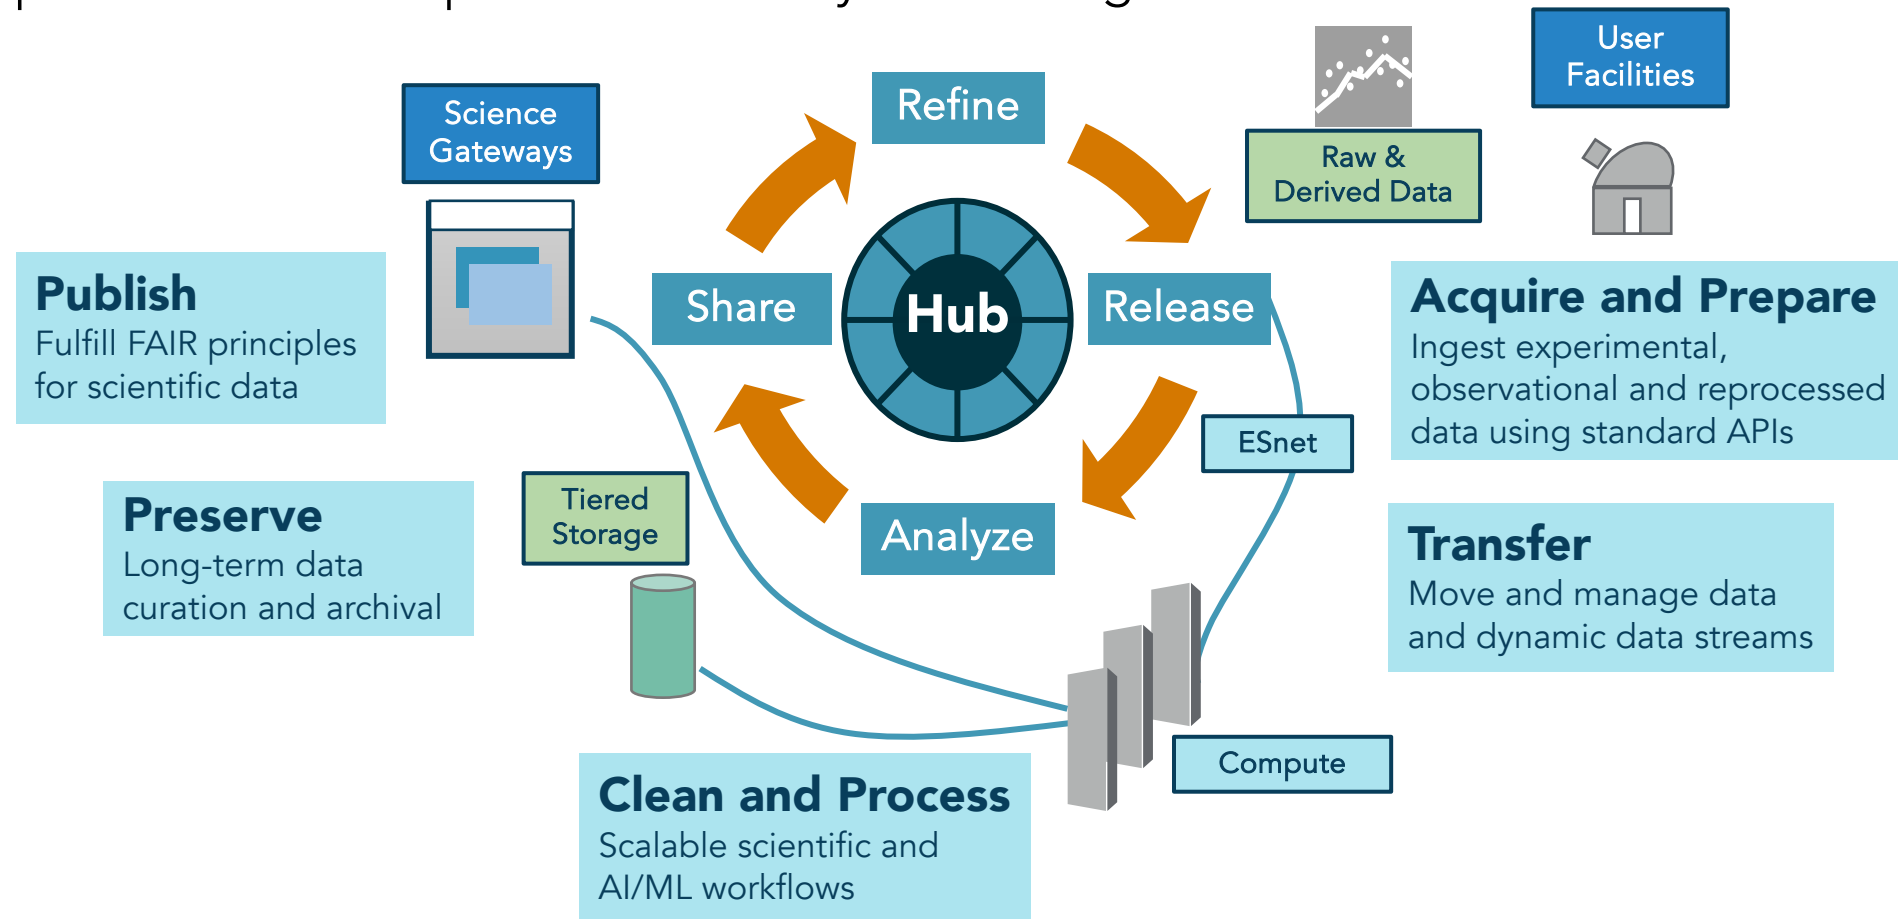 User
Facilities
Refine
Science
Gateways
Raw &
Derived Data
Publish
Fulfill FAIR principles
for scientific data
Share
Hub
Release
Acquire and Prepare
Ingest experimental,
observational and reprocessed
data using standard APIs
ESnet
Tiered
Storage
Preserve
Long-term data
curation and archival
Analyze
Transfer
Move and manage data
and dynamic data streams
Compute
Clean and Process
Scalable scientific and
AI/ML workflows